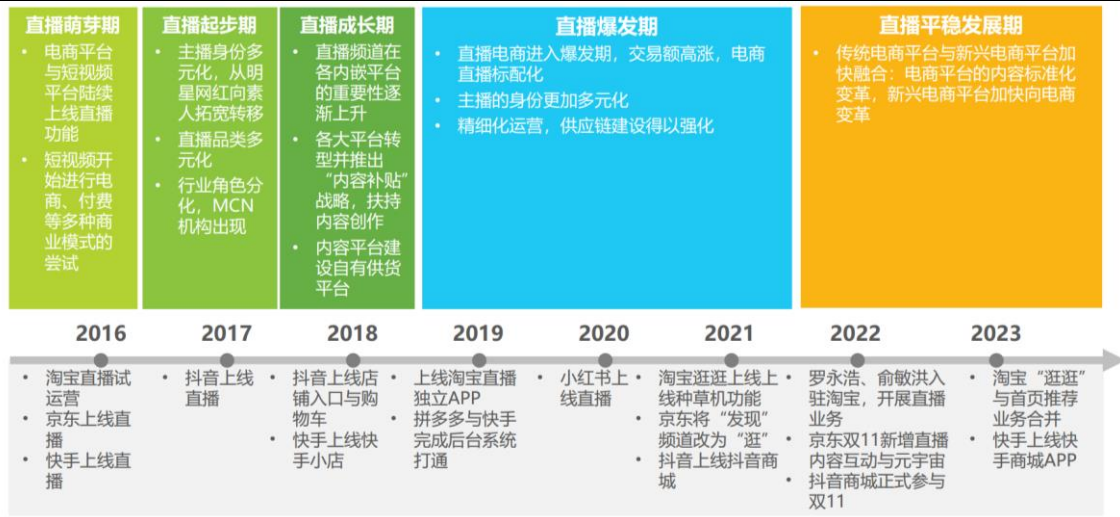 直播萌芽期
• 电商平台
与短视频
平台陆续
上线直播
功能
• 短视频开
始进行电
商、付费
等多种商
业模式的
尝试
直播起步期
• 主播身份多
元化，从明
星网红向素
人拓宽转移
• 直播品类多
元化
• 行业角色分
化，MCN
机构出现
直播成长期
• 直播频道在
各内嵌平台
的重要性逐
渐上升
• 各大平台转
型并推出
“内容补贴”
战略，扶持
内容创作
• 内容平台建
设自有供货
平台
直播爆发期
• 直播电商进入爆发期，交易额高涨，电商
直播标配化
• 主播的身份更加多元化
• 精细化运营，供应链建设得以强化
直播平稳发展期
• 传统电商平台与新兴电商平台加
快融合：电商平台的内容标准化
变革，新兴电商平台加快向电商
变革
2016
2017
2018
2019
2020
2021
2022
2023
• 淘宝直播试
运营
• 京东上线直
播
• 快手上线直
播
• 抖音上线
直播
• 抖音上线店
铺入口与购
物车
• 快手上线快
手小店
• 上线淘宝直播
独立APP
• 拼多多与快手
完成后台系统
打通
• 小红书上
线直播
• 淘宝逛逛上线上
线种草机功能
• 京东将“发现”
频道改为“逛”
• 抖音上线抖音商
城
• 罗永浩、俞敏洪入
驻淘宝，开展直播
业务
• 京东双11新增直播
内容互动与元宇宙
• 抖音商城正式参与
双11
• 淘宝“逛逛”
与首页推荐
业务合并
• 快手上线快
手商城APP